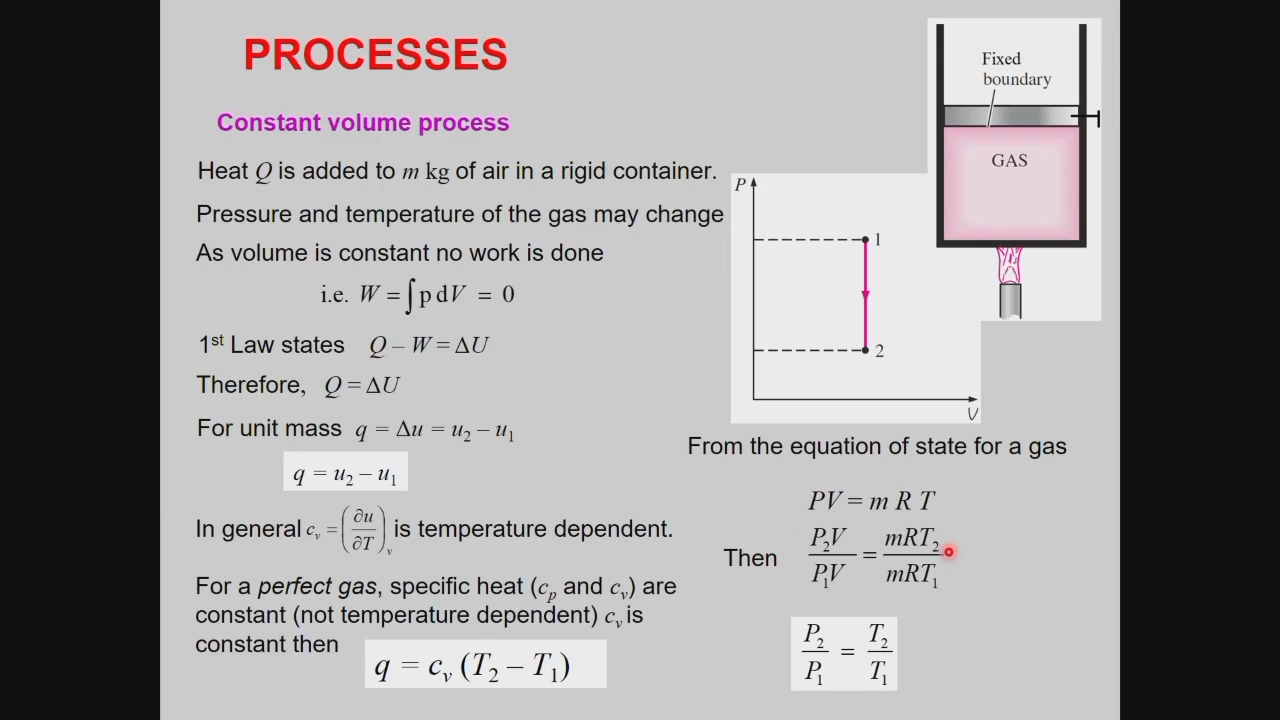 PROCESSES
Constant volume process
Heat Q is added to m kg of air in a rigid container.
Pressure and temperature of the gas may change
As volume is constant no work is done
i.e. W = ∫ p dV = 0
1st Law states Q – W = ΔU
Therefore, Q = ΔU
For unit mass q = Δu = u₂ – u₁
q = u₂ – u₁
In general cᵥ = (∂u/∂T)ᵥ is temperature dependent.
For a perfect gas, specific heat (cₚ and cᵥ) are
constant (not temperature dependent) cᵥ is
constant then
q = cᵥ (T₂ – T₁)
Fixed
boundary
GAS
P
1
2
V
From the equation of state for a gas
PV = m R T
Then P₂V/P₁V = mRT₂/mRT₁
P₂/P₁ = T₂/T₁